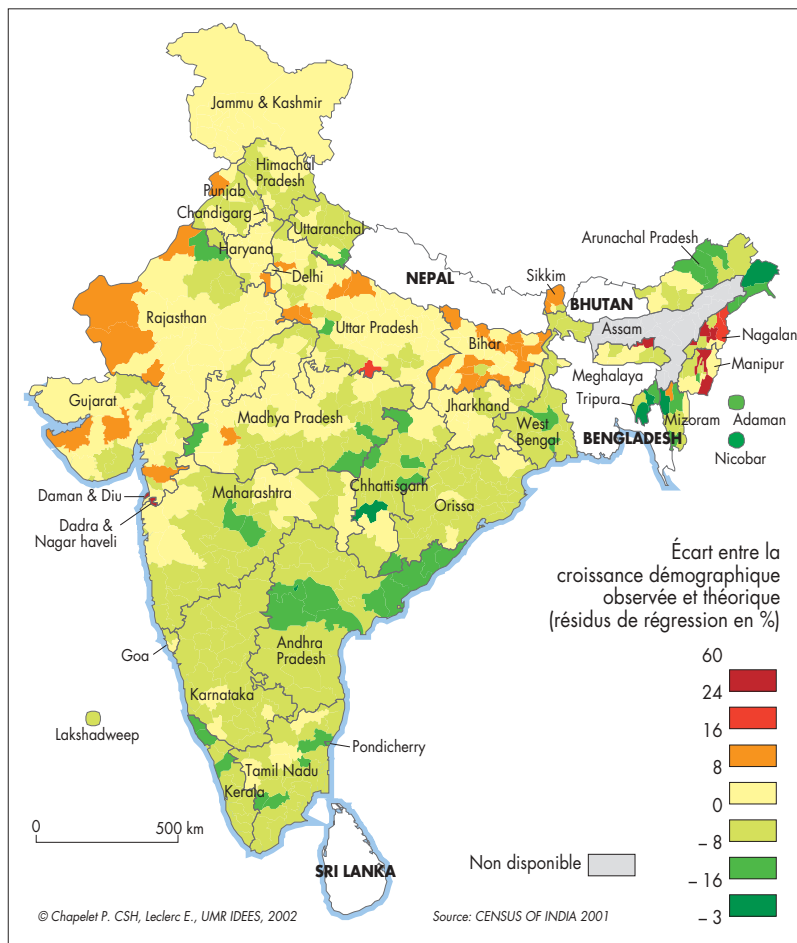 Jammu & Kashmir
Himachal
Pradesh
Punjab
Chandigarg
Uttaranchal
Haryana
Delhi
NEPAL
Arunachal Pradesh
Sikkim
BHUTAN
Rajasthan
Uttar Pradesh
Assam
Bihar
Nagalan
Meghalaya
Manipur
Gujarat
Madhya Pradesh
Jharkhand
Tripura
Mizoram
Adaman
West
Bengal
BENGLADESH
Nicobar
Daman & Diu
Maharashtra
Chhattisgarh
Orissa
Dadra &
Nagar haveli
Écart entre la
croissance démographique
observée et théorique
(résidus de régression en %)
Goa
Andhra
Pradesh
Karnataka
Lakshadweep
Pondicherry
Tamil Nadu
Kerala
60
24
16
8
0
– 8
– 16
– 3
0 500 km
SRI LANKA
Non disponible
© Chapelet P. CSH, Leclerc E., UMR IDEES, 2002
Source: CENSUS OF INDIA 2001